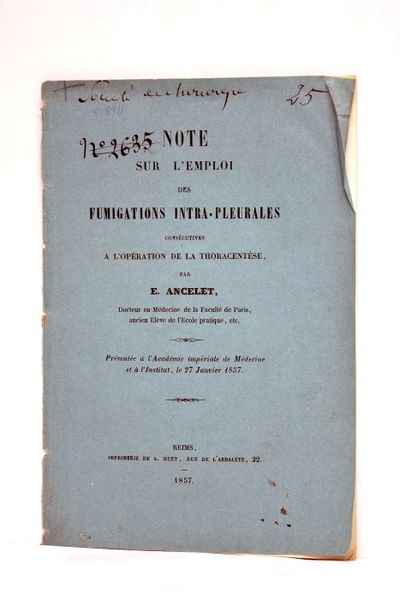 + Société de chirurgie 25
Nº 2635 NOTE
SUR L'EMPLOI
DES
FUMIGATIONS INTRA-PLEURALES
CONSÉCUTIVES
A L'OPÉRATION DE LA THORACENTÈSE,
PAR
E. ANCELET,
Docteur en Médecine de la Faculté de Paris,
ancien Elève de l'Ecole pratique, etc.
Présentée à l'Académie impériale de Médecine
et à l'Institut, le 27 Janvier 1857.
REIMS,
IMPRIMERIE DE A. HUET, RUE DE L'ARBALÈTE, 22.
1857.